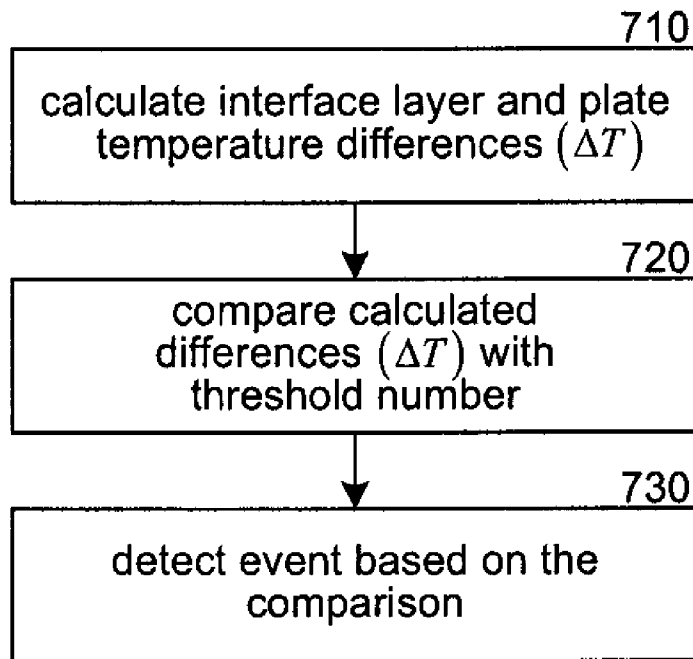 710
calculate interface layer and plate
temperature differences (ΔT)
720
compare calculated
differences (ΔT) with
threshold number
730
detect event based on the
comparison